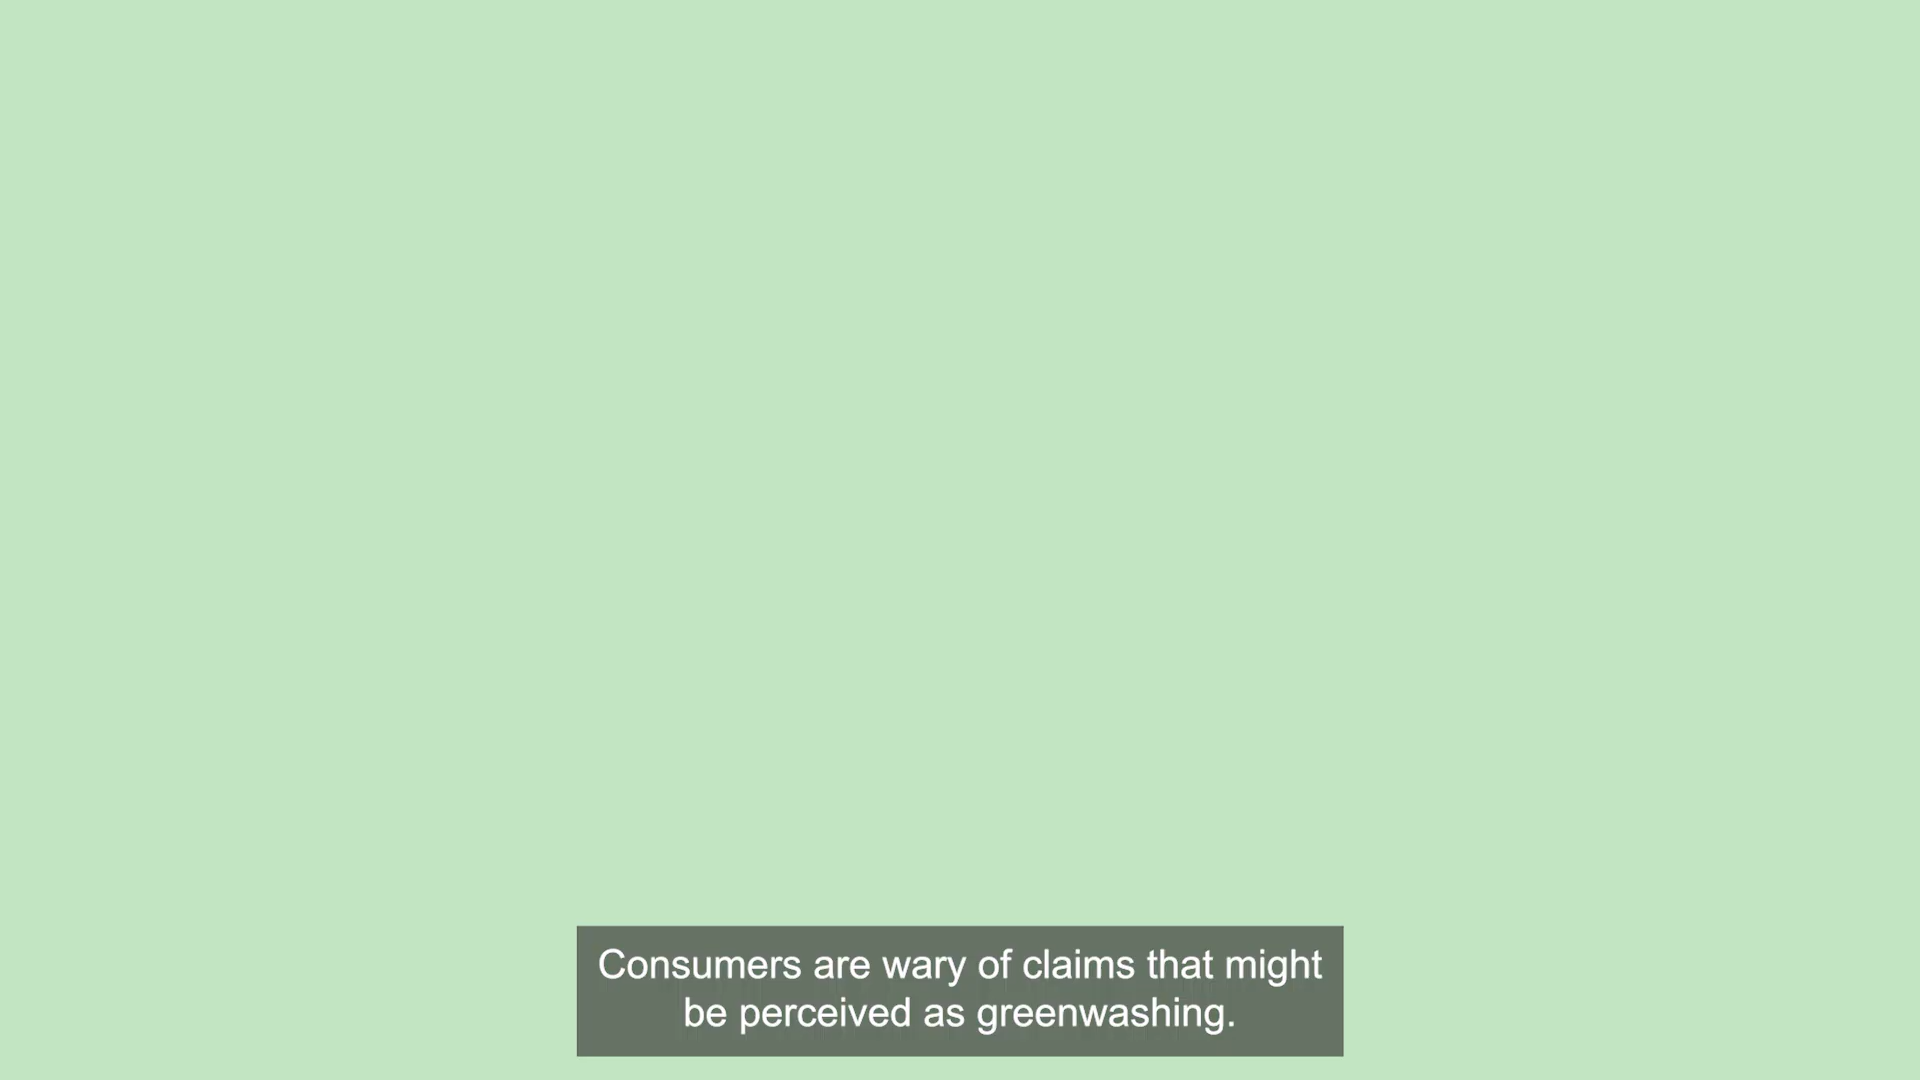 Consumers are wary of claims that might
be perceived as greenwashing.